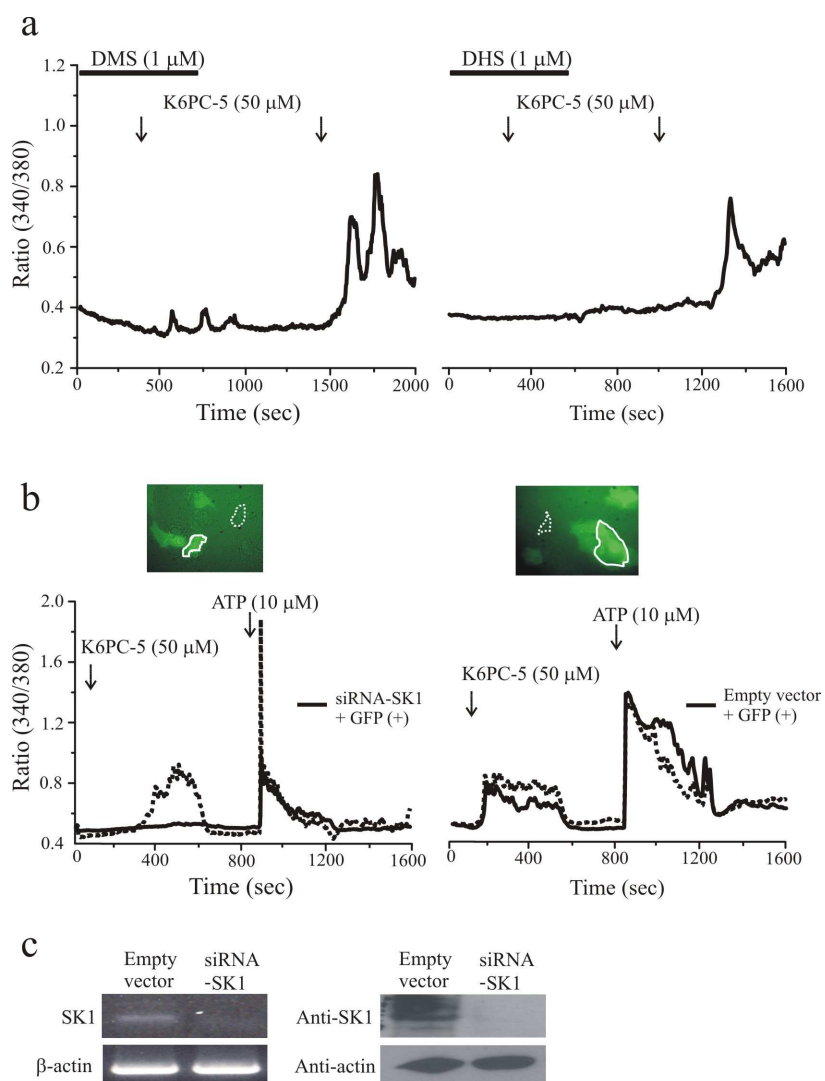 a
DMS (1 μM)
K6PC-5 (50 μM)
Ratio (340/380)
1.2
1.0
0.8
0.6
0.4
0.2
0 500 1000 1500 2000
Time (sec)
DHS (1 μM)
K6PC-5 (50 μM)
0 400 800 1200 1600
Time (sec)
b
Ratio (340/380)
2.0
1.6
1.2
0.8
0.4
K6PC-5 (50 μM)
ATP (10 μM)
siRNA-SK1
+ GFP (+)
0 400 800 1200 1600
Time (sec)
K6PC-5 (50 μM)
ATP (10 μM)
Empty vector
+ GFP (+)
0 400 800 1200 1600
Time (sec)
c
Empty
vector
siRNA
-SK1
SK1
β-actin
Empty
vector
siRNA
-SK1
Anti-SK1
Anti-actin